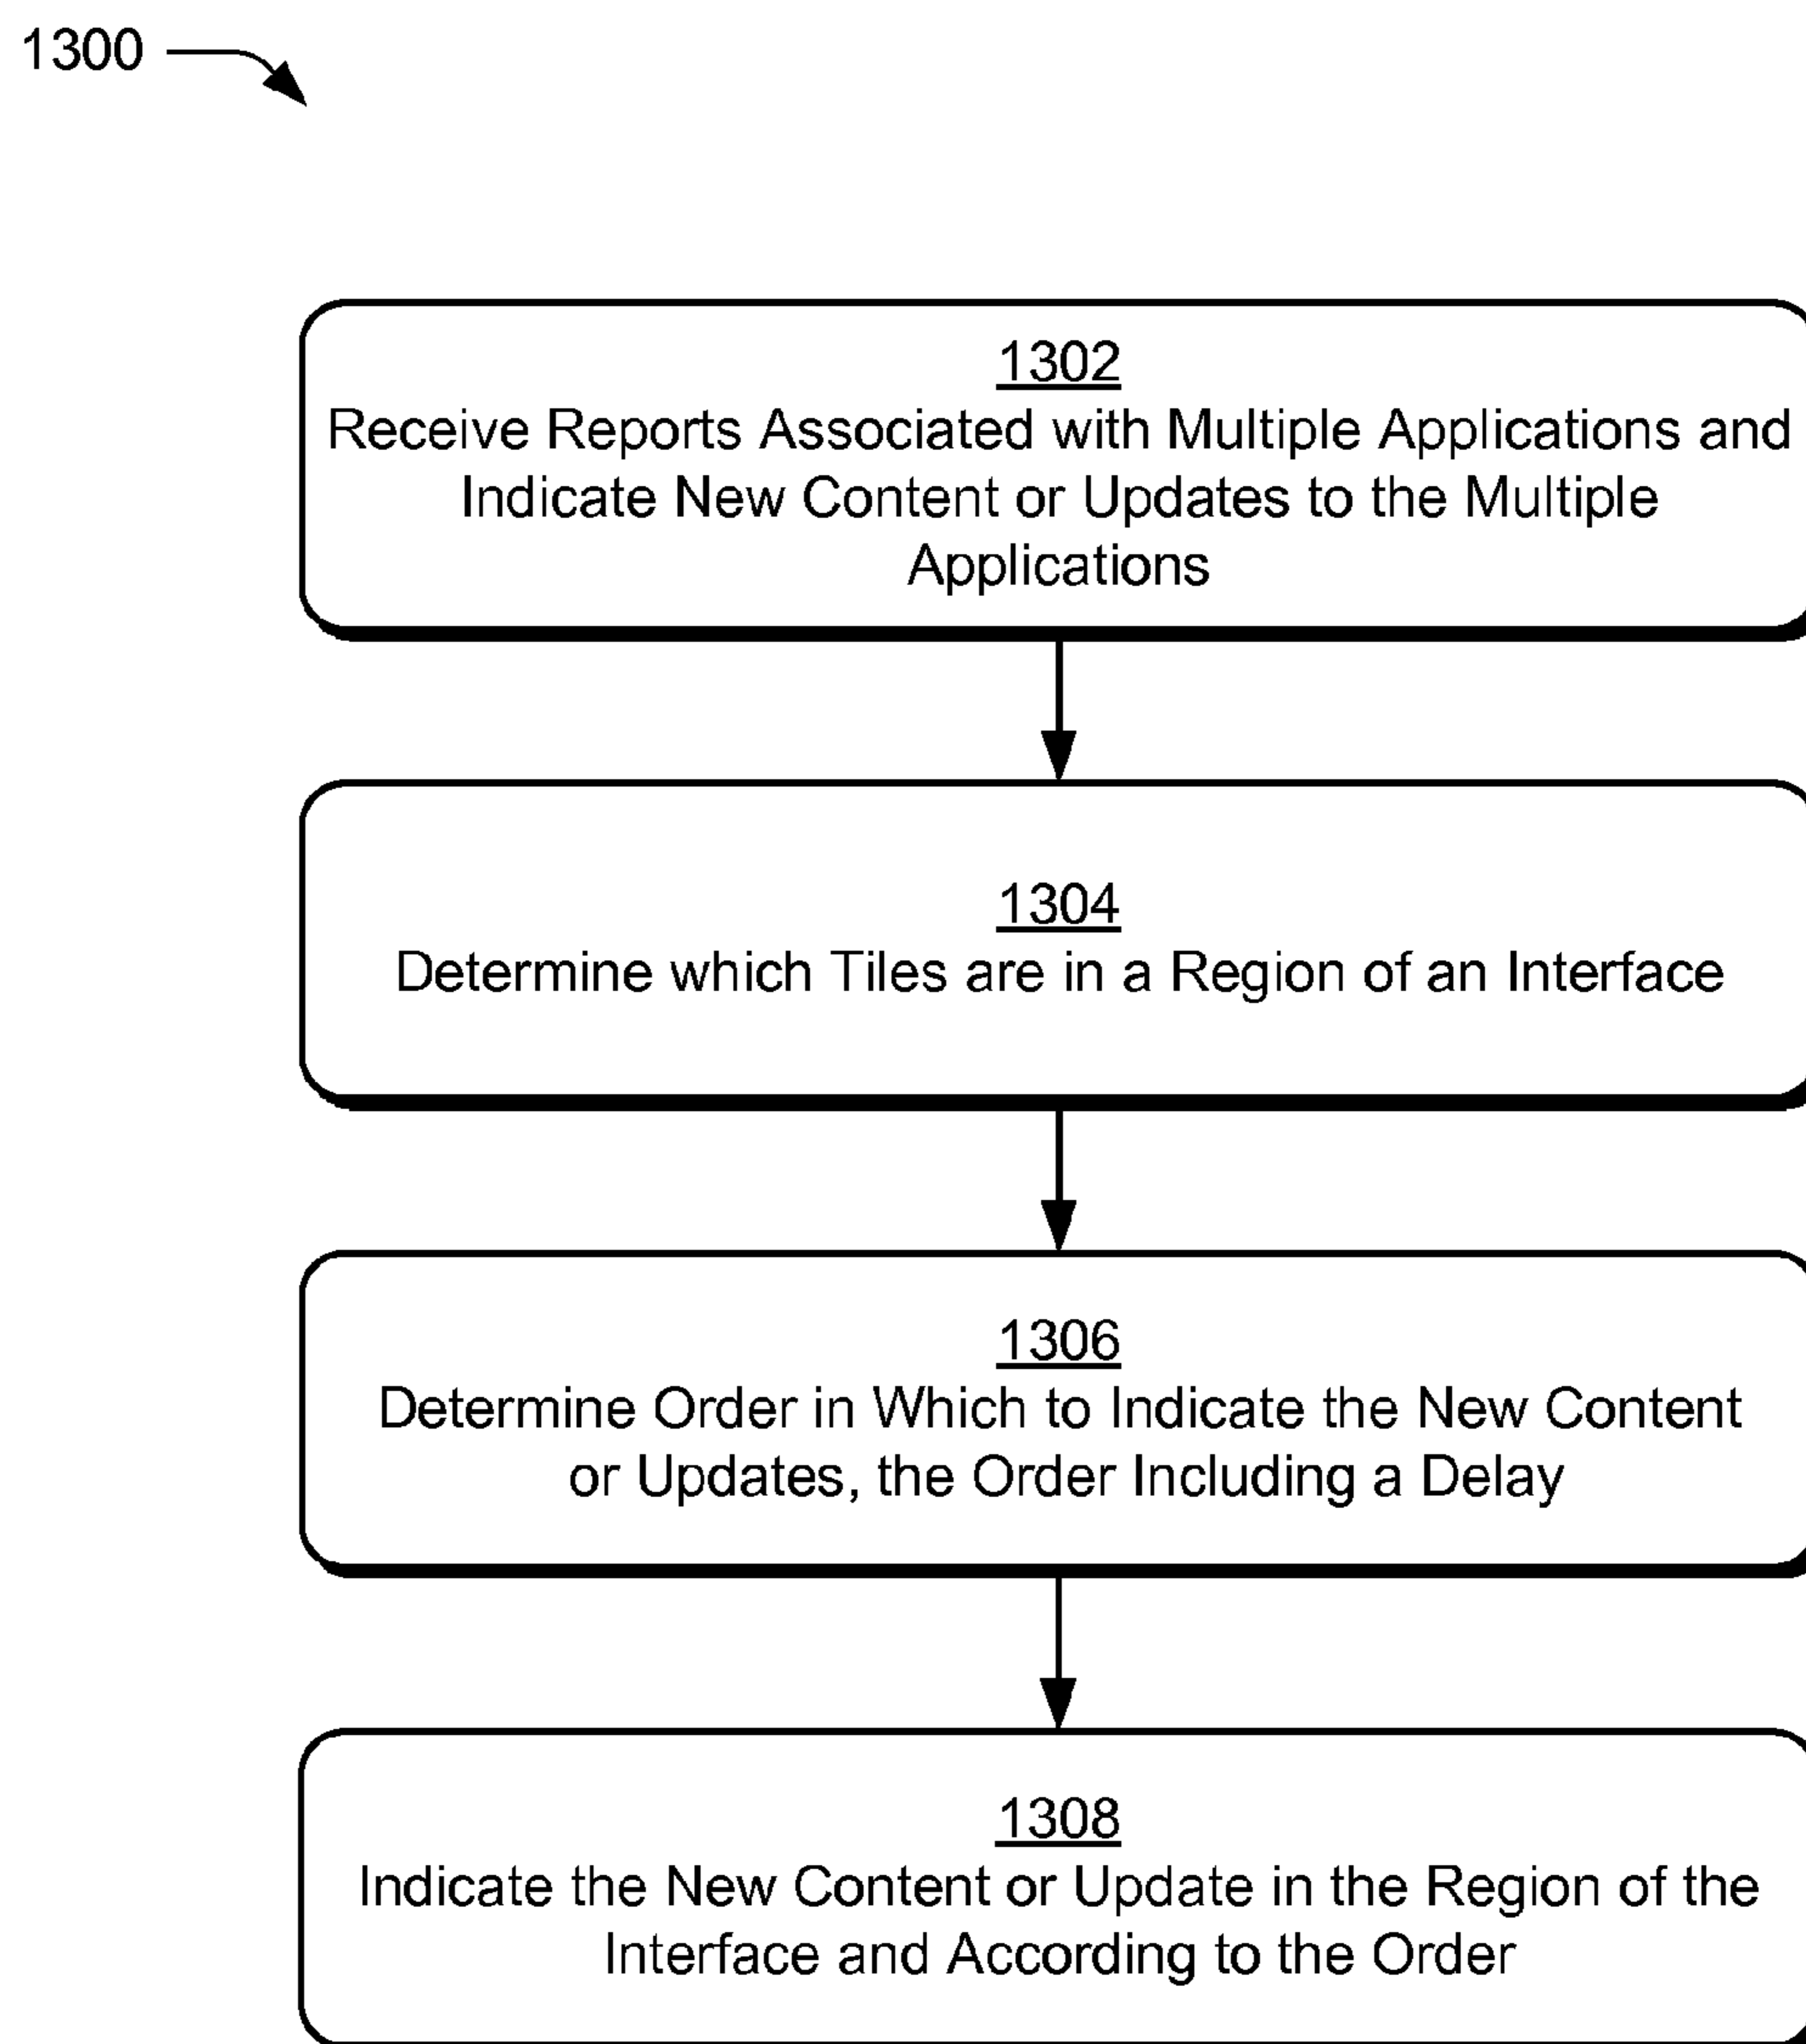 1300
1302
Receive Reports Associated with Multiple Applications and
Indicate New Content or Updates to the Multiple
Applications
1304
Determine which Tiles are in a Region of an Interface
1306
Determine Order in Which to Indicate the New Content
or Updates, the Order Including a Delay
1308
Indicate the New Content or Update in the Region of the
Interface and According to the Order